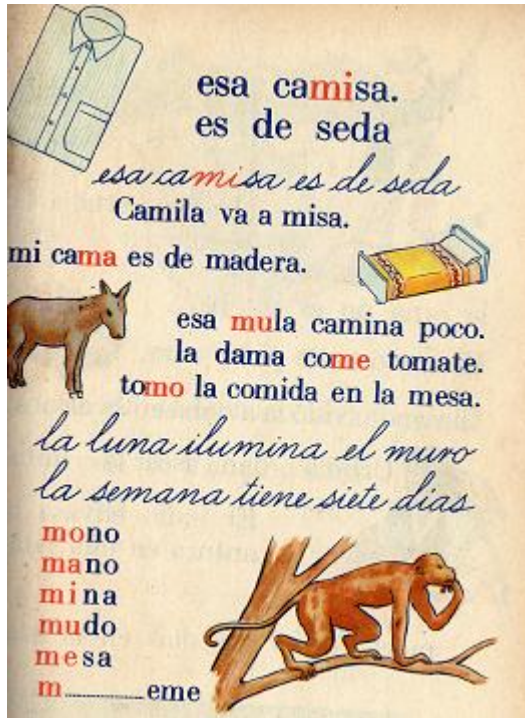 esa camisa.
es de seda
esa camisa es de seda
Camila va a misa.
mi cama es de madera.
esa mula camina poco.
la dama come tomate.
tomo la comida en la mesa.
la luna ilumina el muro
la semana tiene siete dias
mono
mano
mina
mudo
mesa
m............eme